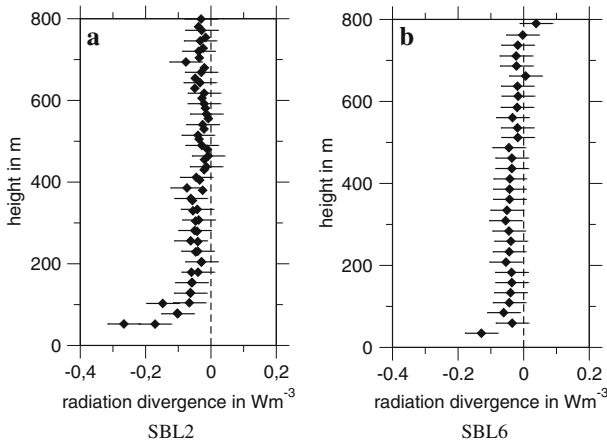 a
800
600
400
200
0
height in m
-0,4 -0,2 0 0,2
radiation divergence in Wm-3
SBL2
b
800
600
400
200
0
height in m
-0.4 -0.2 0 0.2
radiation divergence in Wm-3
SBL6